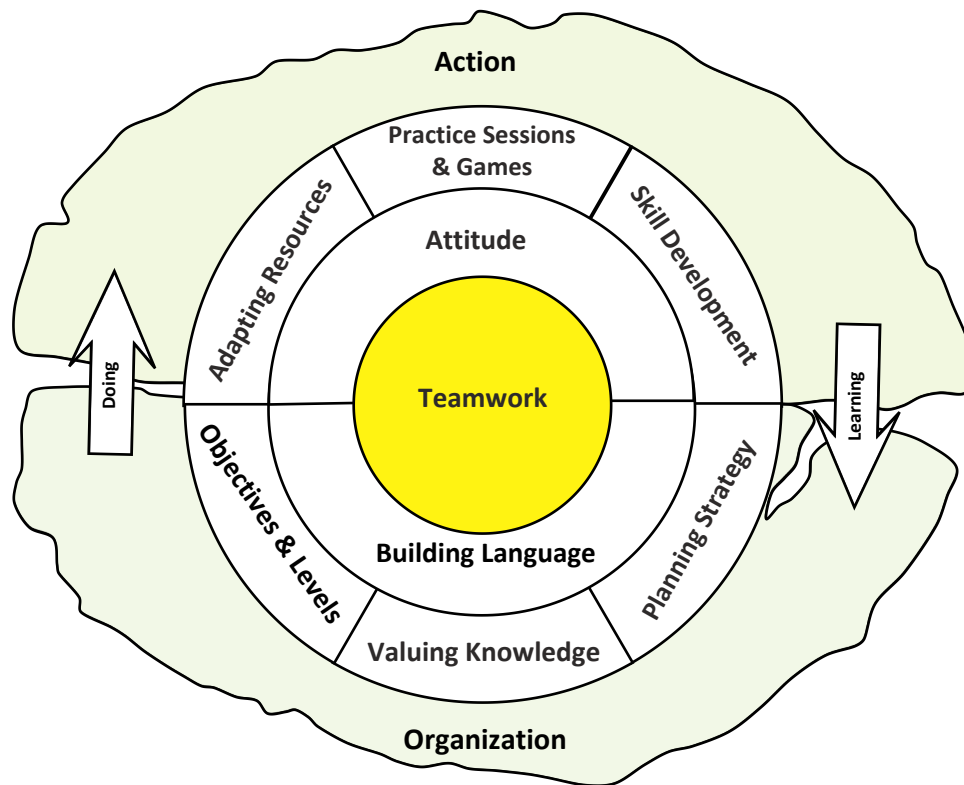 Action
Practice Sessions
& Games
Adapting Resources
Skill Development
Attitude
Doing
Teamwork
Learning
Objectives & Levels
Planning Strategy
Building Language
Valuing Knowledge
Organization